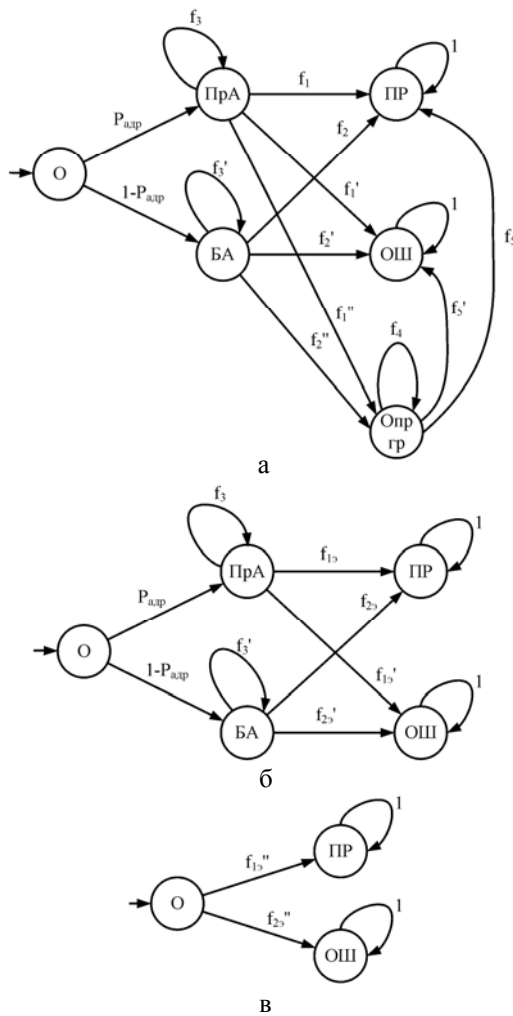 f₃
1
ПрА
f₁
ПР
Pадр
f₂
О
f₃'
f₁'
1
1-Pадр
БА
f₂'
ОШ
f₅
f₁''
f₅'
f₂''
f₄
Опр
гр
а
f₃
1
ПрА
f₁э
ПР
Pадр
f₂э
О
f₃'
f₁э'
1
1-Pадр
БА
f₂э'
ОШ
б
1
ПР
f₁э''
О
f₂э''
1
ОШ
в